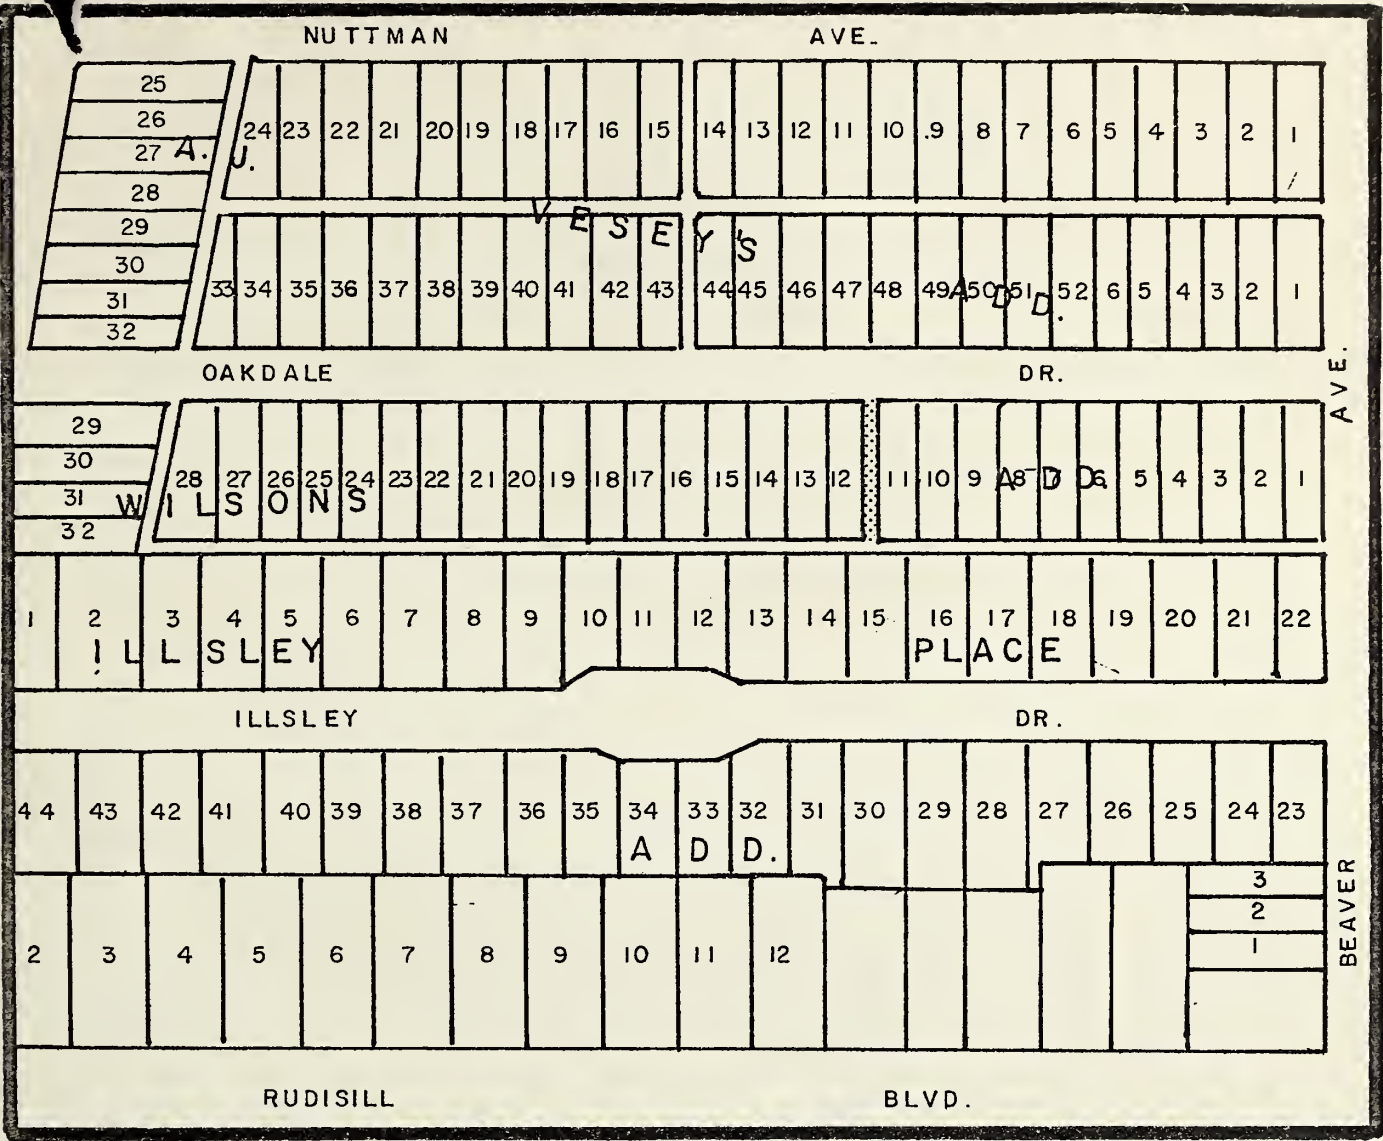 NUTTMAN AVE.
25
26
27
28
29
30
31
32
24 23 22 21 20 19 18 17 16 15 14 13 12 11 10 .9 8 7 6 5 4 3 2 1
A. J. VESEY'S ADD.
33 34 35 36 37 38 39 40 41 42 43 44 45 46 47 48 49 50 51 52 6 5 4 3 2 1
OAKDALE DR.
29
30
31
32
28 27 26 25 24 23 22 21 20 19 18 17 16 15 14 13 12 11 10 9 8 7 6 5 4 3 2 1
WILSONS ADD.
1 2 3 4 5 6 7 8 9 10 11 12 13 14 15 16 17 18 19 20 21 22
ILLSLEY PLACE
ILLSLEY DR.
44 43 42 41 40 39 38 37 36 35 34 33 32 31 30 29 28 27 26 25 24 23
ADD.
3
2
1
2 3 4 5 6 7 8 9 10 11 12
RUDISILL BLVD.
BEAVER AVE.